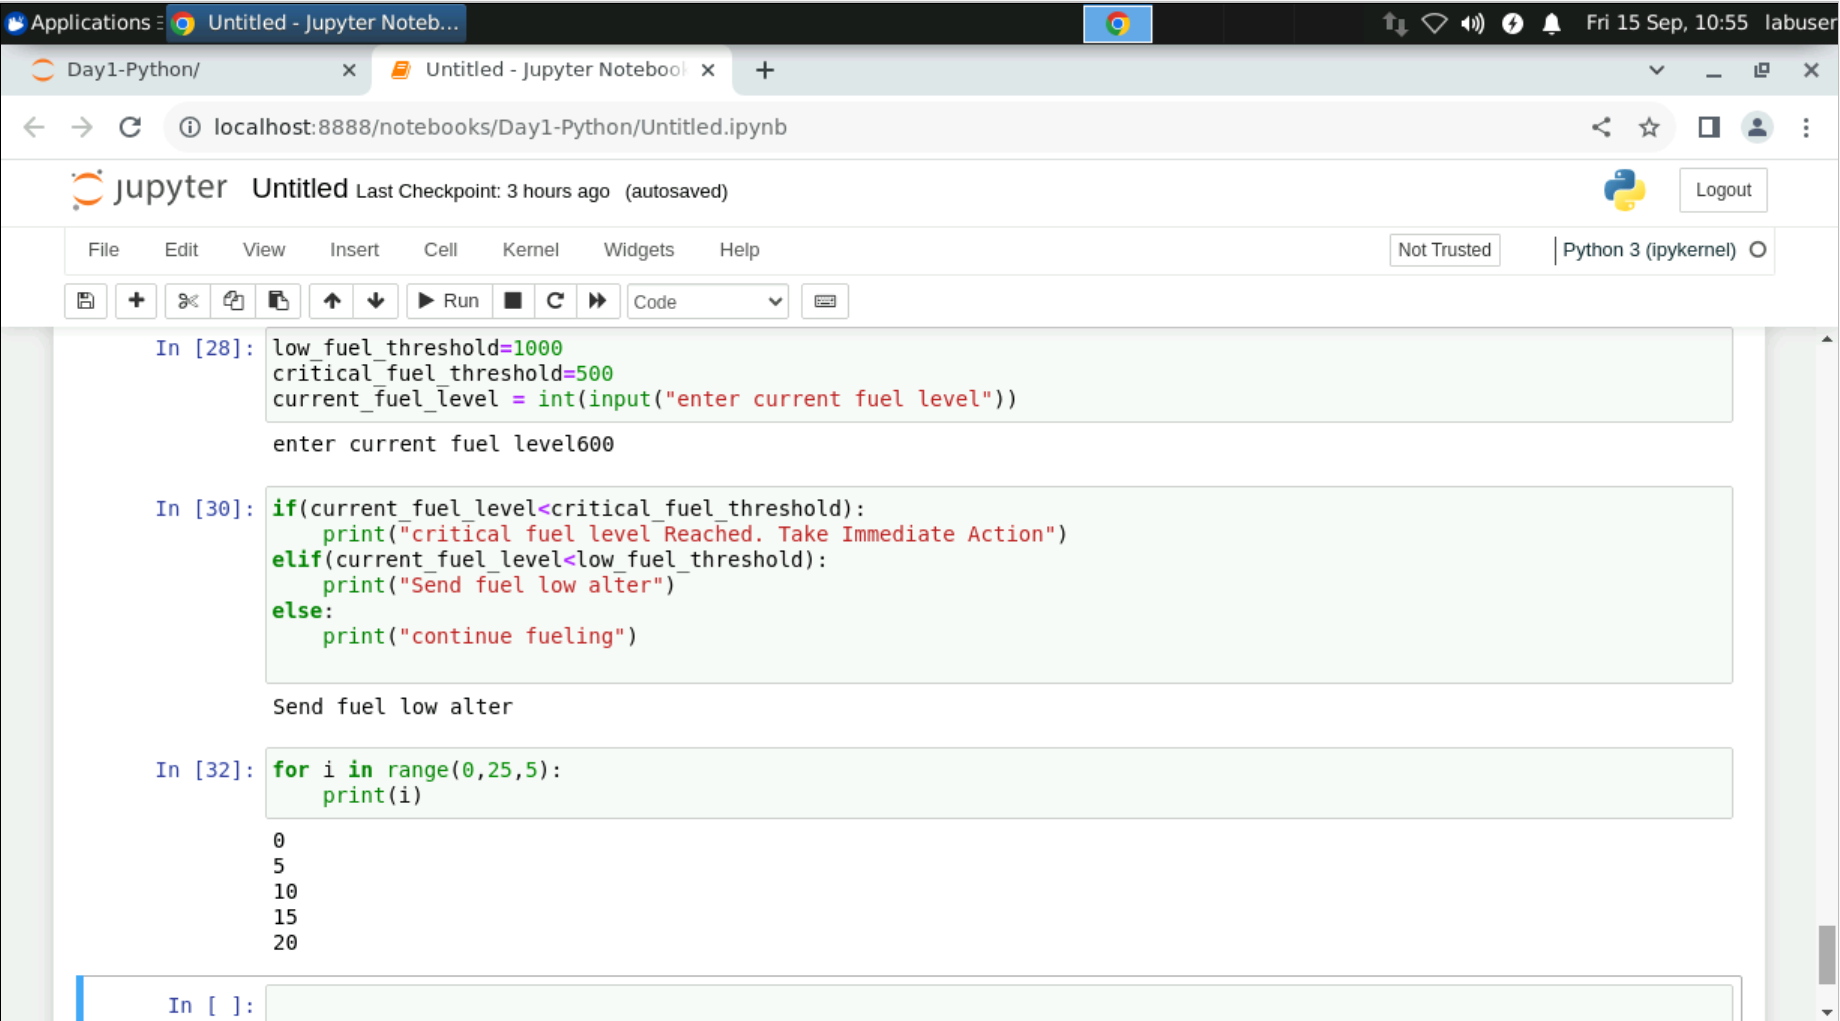 Applications
Untitled - Jupyter Noteb...
Fri 15 Sep, 10:55 labuser
Day1-Python/
Untitled - Jupyter Notebook
localhost:8888/notebooks/Day1-Python/Untitled.ipynb
jupyter Untitled Last Checkpoint: 3 hours ago (autosaved)
Logout
File Edit View Insert Cell Kernel Widgets Help
Not Trusted
Python 3 (ipykernel)
Run
Code
In [28]: low_fuel_threshold=1000
critical_fuel_threshold=500
current_fuel_level = int(input("enter current fuel level"))
enter current fuel level600
In [30]: if(current_fuel_level<critical_fuel_threshold):
    print("critical fuel level Reached. Take Immediate Action")
elif(current_fuel_level<low_fuel_threshold):
    print("Send fuel low alter")
else:
    print("continue fueling")
Send fuel low alter
In [32]: for i in range(0,25,5):
    print(i)
0
5
10
15
20
In [ ]: